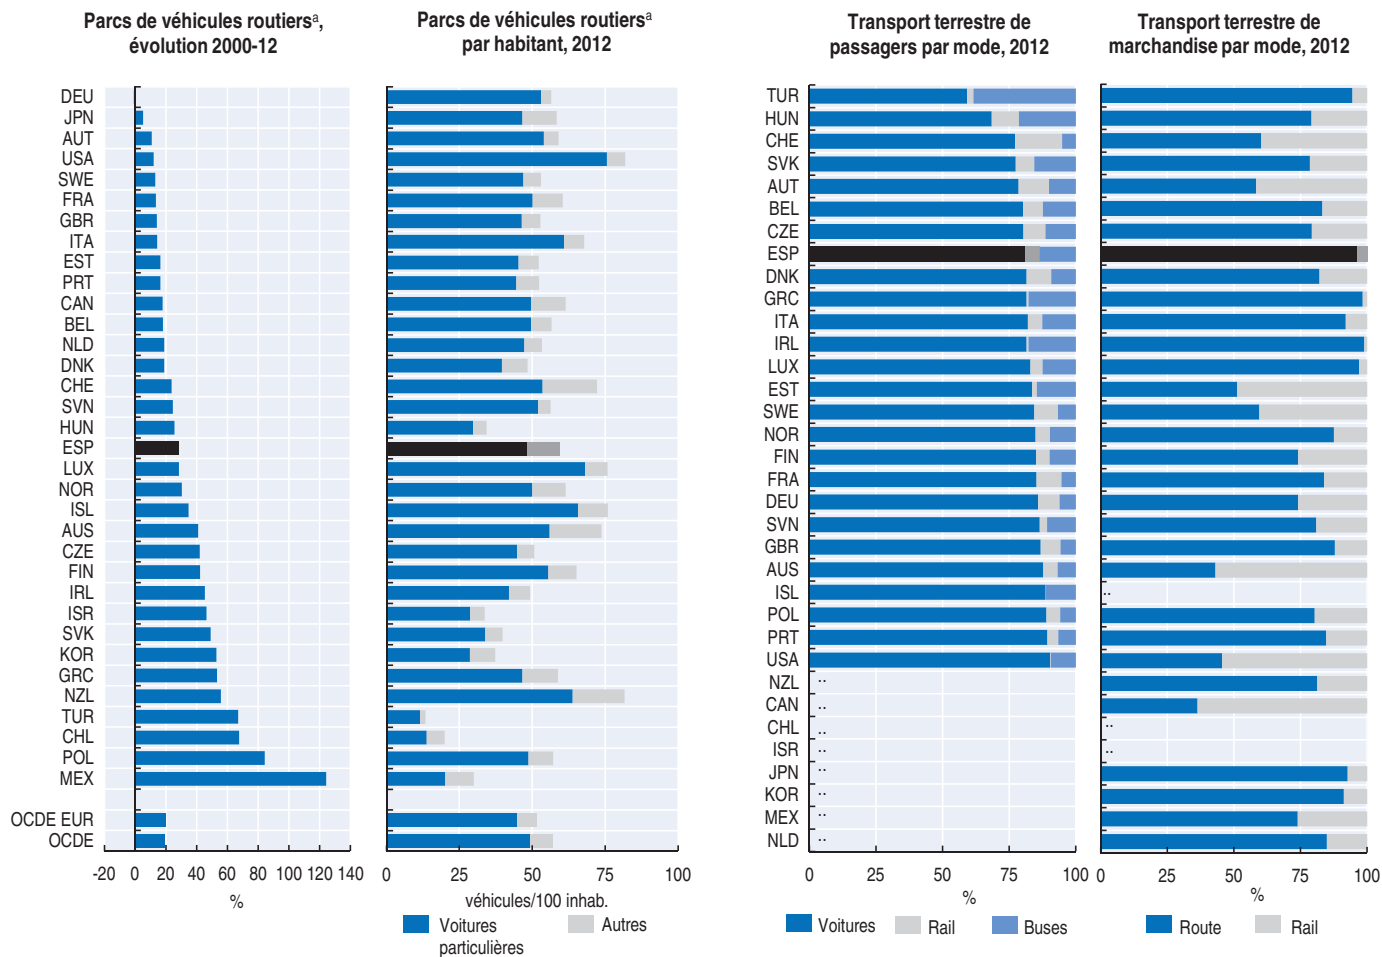 Parcs de véhicules routiersᵃ,
évolution 2000-12
DEU
JPN
AUT
USA
SWE
FRA
GBR
ITA
EST
PRT
CAN
BEL
NLD
DNK
CHE
SVN
HUN
ESP
LUX
NOR
ISL
AUS
CZE
FIN
IRL
ISR
SVK
KOR
GRC
NZL
TUR
CHL
POL
MEX
OCDE EUR
OCDE
-20 0 20 40 60 80 100 120 140
%
Parcs de véhicules routiersᵃ
par habitant, 2012
0 25 50 75 100
véhicules/100 inhab.
Voitures
particulières
Autres
Transport terrestre de
passagers par mode, 2012
TUR
HUN
CHE
SVK
AUT
BEL
CZE
ESP
DNK
GRC
ITA
IRL
LUX
EST
SWE
NOR
FIN
FRA
DEU
SVN
GBR
AUS
ISL
POL
PRT
USA
NZL ..
CAN ..
CHL ..
ISR ..
JPN ..
KOR ..
MEX ..
NLD ..
0 25 50 75 100
%
Voitures Rail Buses
Transport terrestre de
marchandise par mode, 2012
..
..
..
0 25 50 75 100
%
Route Rail